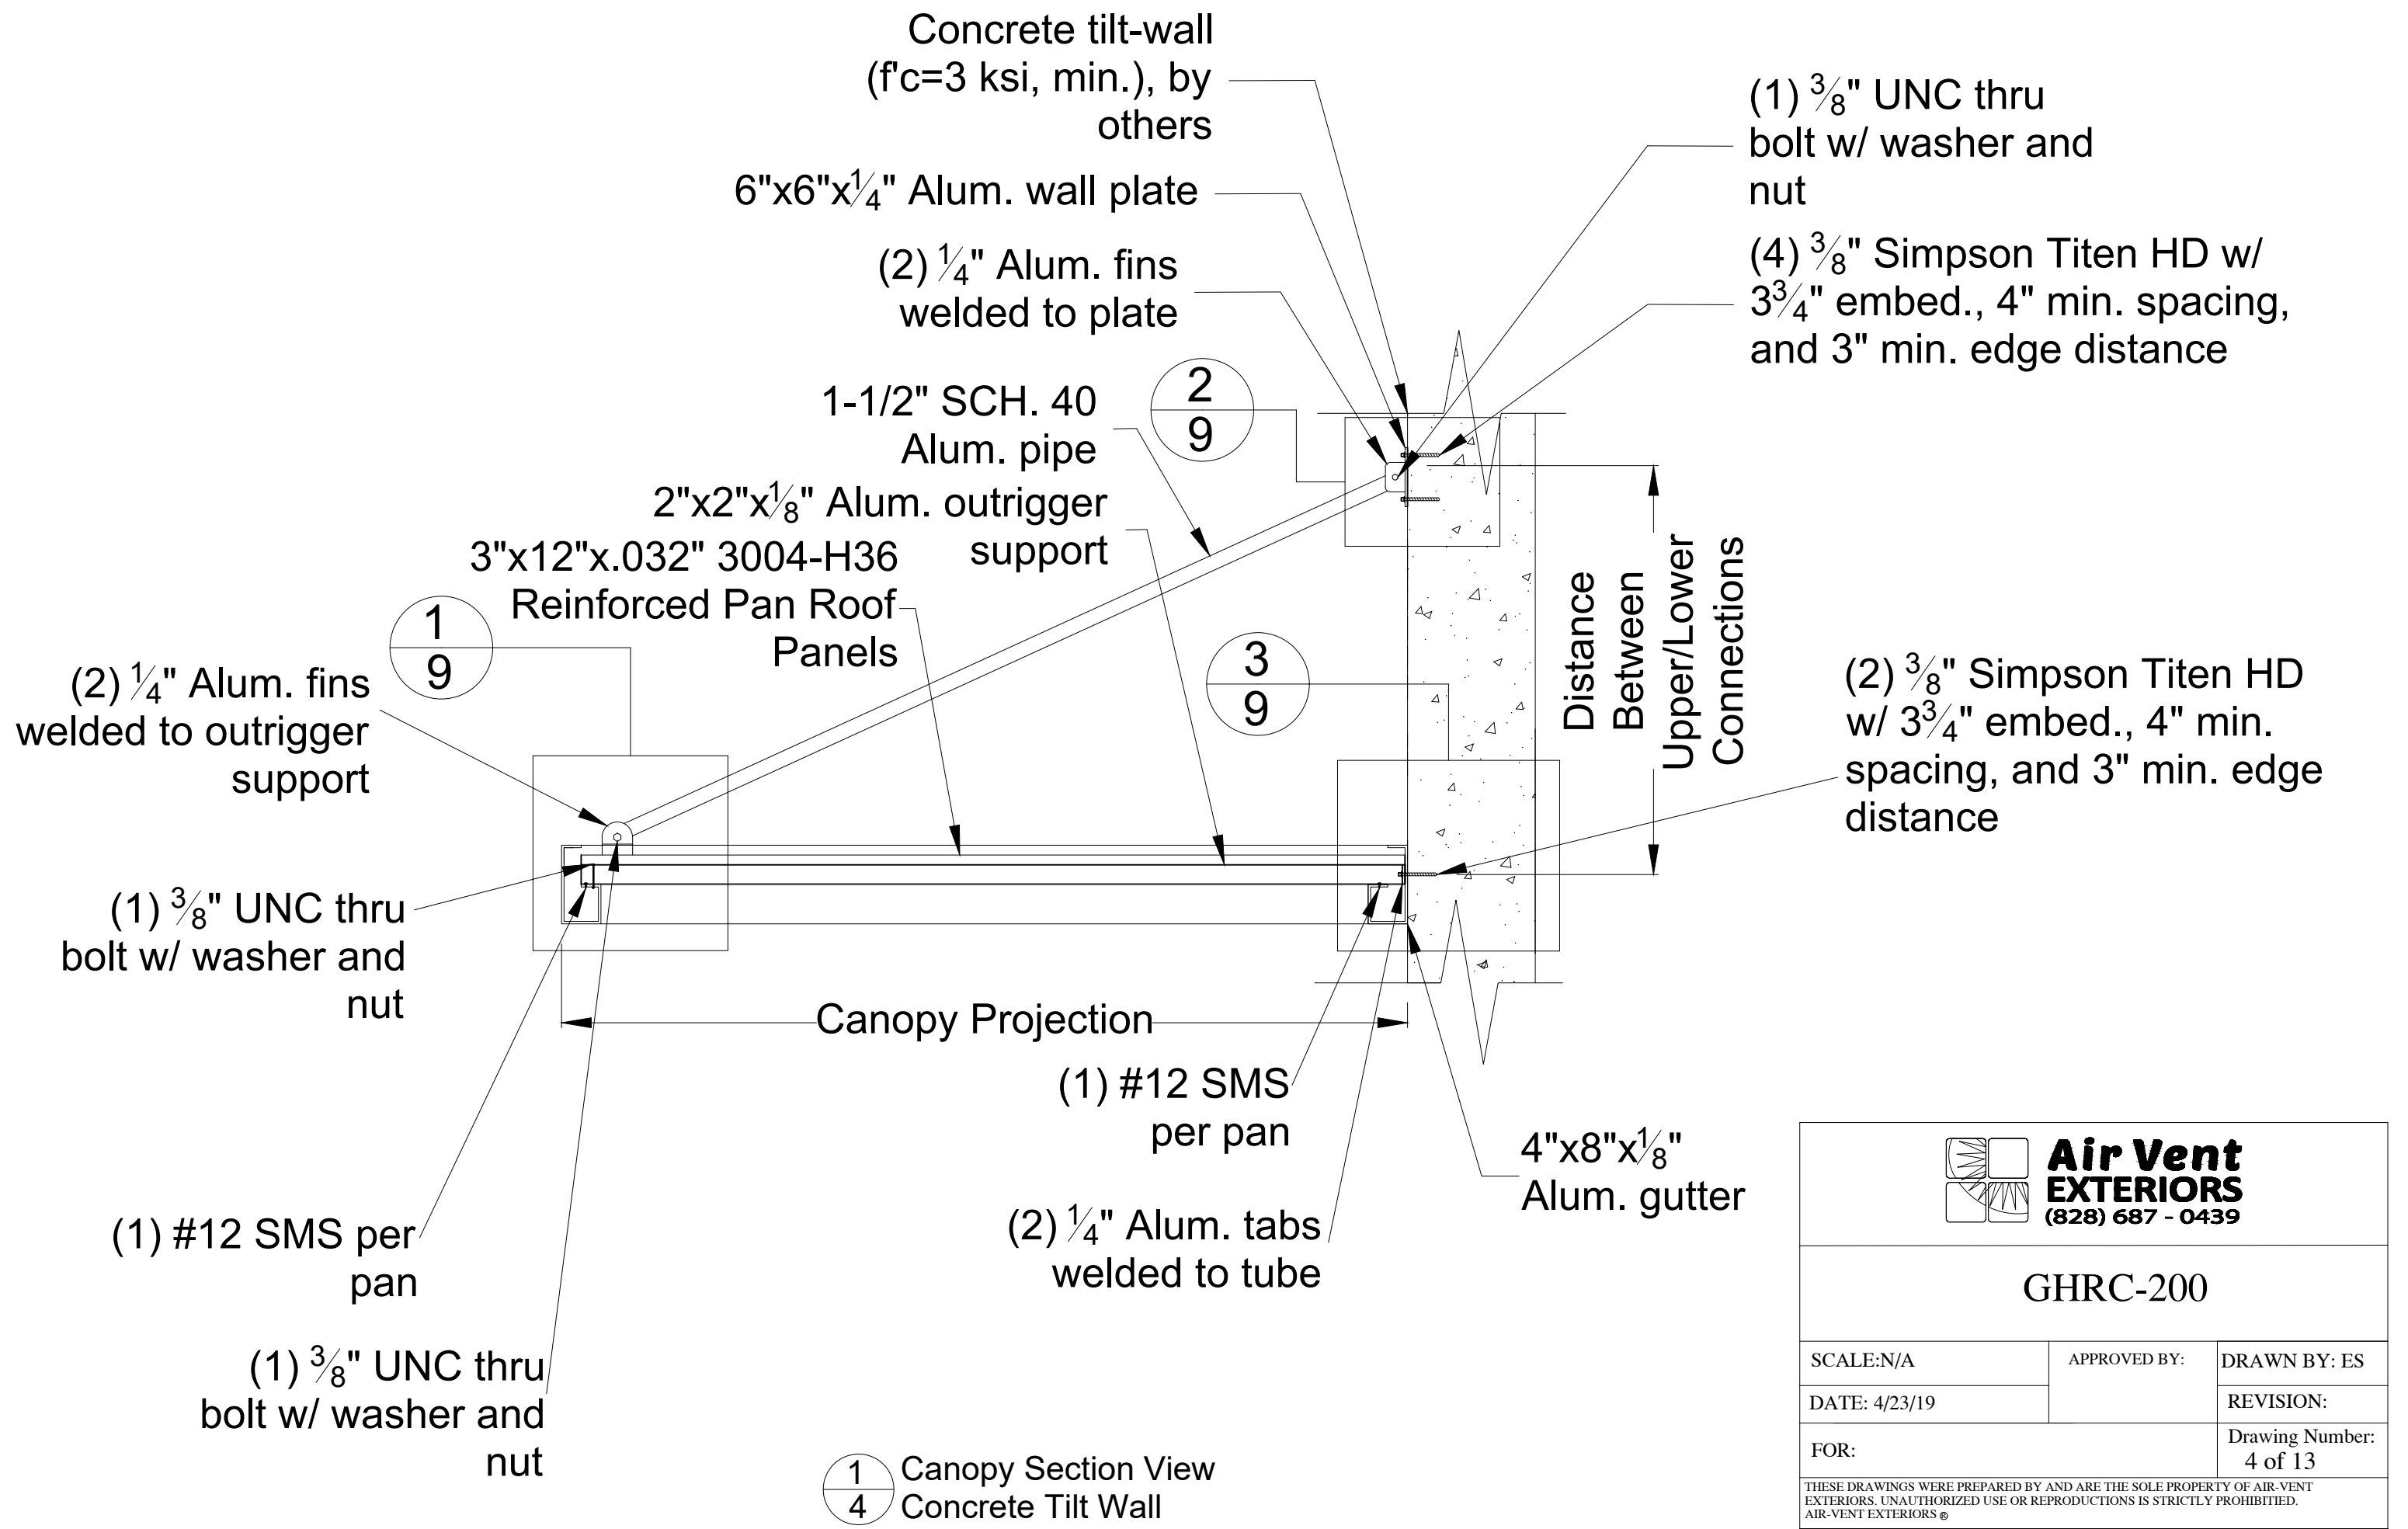 Concrete tilt-wall
(f'c=3 ksi, min.), by
others
6"x6"x1⁄4" Alum. wall plate
(2) 1⁄4" Alum. fins
welded to plate
1-1/2" SCH. 40
Alum. pipe
2"x2"x1⁄8" Alum. outrigger
support
3"x12"x.032" 3004-H36
Reinforced Pan Roof
Panels
(2) 1⁄4" Alum. fins
welded to outrigger
support
(1) 3⁄8" UNC thru
bolt w/ washer and
nut
(1) #12 SMS per
pan
(1) 3⁄8" UNC thru
bolt w/ washer and
nut
1
9
2
9
3
9
(1) 3⁄8" UNC thru
bolt w/ washer and
nut
(4) 3⁄8" Simpson Titen HD w/
33⁄4" embed., 4" min. spacing,
and 3" min. edge distance
Distance
Between
Upper/Lower
Connections
(2) 3⁄8" Simpson Titen HD
w/ 33⁄4" embed., 4" min.
spacing, and 3" min. edge
distance
Canopy Projection
(1) #12 SMS
per pan
(2) 1⁄4" Alum. tabs
welded to tube
4"x8"x1⁄8"
Alum. gutter
1
4
Canopy Section View
Concrete Tilt Wall
Air Vent
EXTERIORS
(828) 687 - 0439
GHRC-200
SCALE:N/A
APPROVED BY:
DRAWN BY: ES
DATE: 4/23/19
REVISION:
FOR:
Drawing Number:
4 of 13
THESE DRAWINGS WERE PREPARED BY AND ARE THE SOLE PROPERTY OF AIR-VENT
EXTERIORS. UNAUTHORIZED USE OR REPRODUCTIONS IS STRICTLY PROHIBITIED.
AIR-VENT EXTERIORS ®